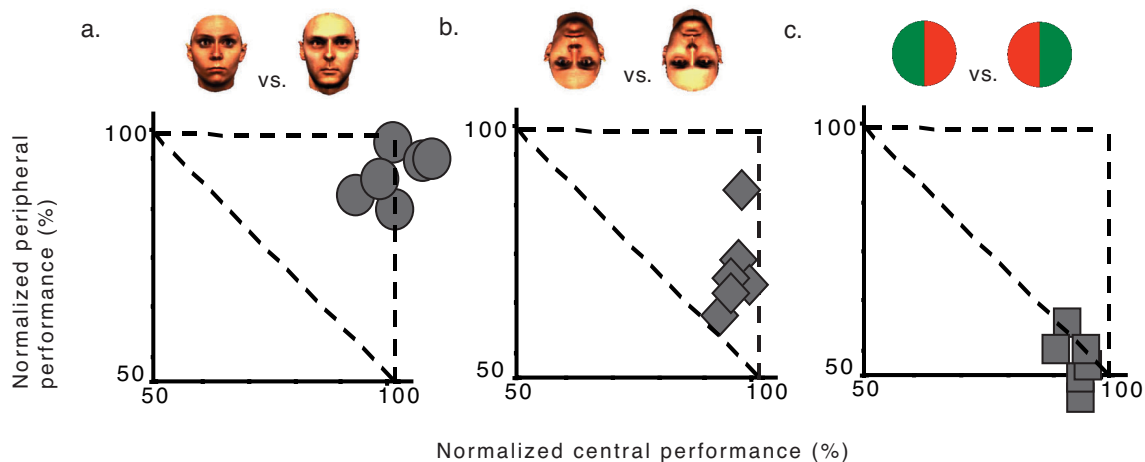 a.
vs.
b.
vs.
c.
vs.
Normalized peripheral
performance (%)
100
50
50
100
100
50
50
100
100
50
50
100
Normalized central performance (%)